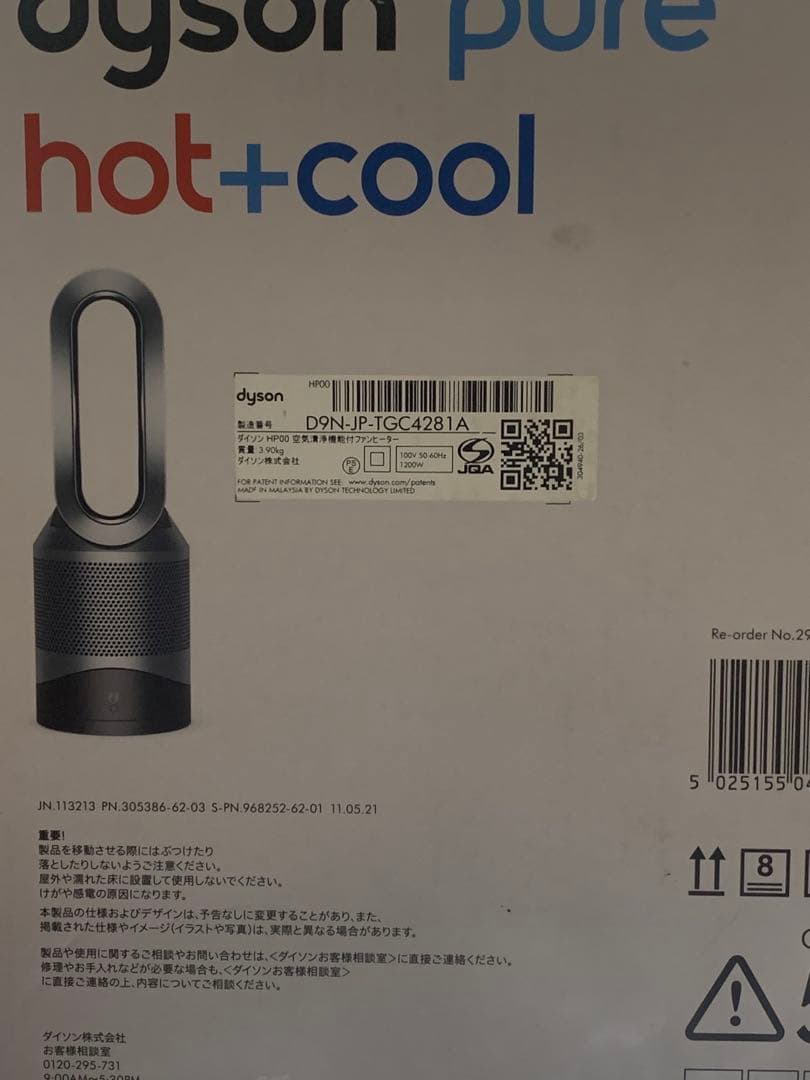 dyson pure
hot+cool
HP00
dyson
製造番号 D9N-JP-TGC4281A
ダイソン HP00 空気清浄機能付ファンヒーター
質量 3.90kg
ダイソン株式会社
PS
E
100V 50-60Hz
1200W
JQA
FOR PATENT INFORMATION SEE: www.dyson.com/patents
MADE IN MALAYSIA BY DYSON TECHNOLOGY LIMITED
304940-26/03
Re-order No.29
5 025155 04
JN.113213 PN.305386-62-03 S-PN.968252-62-01 11.05.21
重要!
製品を移動させる際にはぶつけたり
落としたりしないようご注意ください。
屋外や濡れた床に設置して使用しないでください。
けがや感電の原因になります。
本製品の仕様およびデザインは、予告なしに変更することがあり、また、
掲載された仕様やイメージ(イラストや写真)は、実際と異なる場合があります。
製品や使用に関するご相談やお問い合わせは、<ダイソンお客様相談室>に直接ご連絡ください。
修理やお手入れなどが必要な場合も、<ダイソンお客様相談室>
に直接ご連絡の上、内容についてご相談ください。
8
!
ダイソン株式会社
お客様相談室
0120-295-731
9:00AM~5:30PM